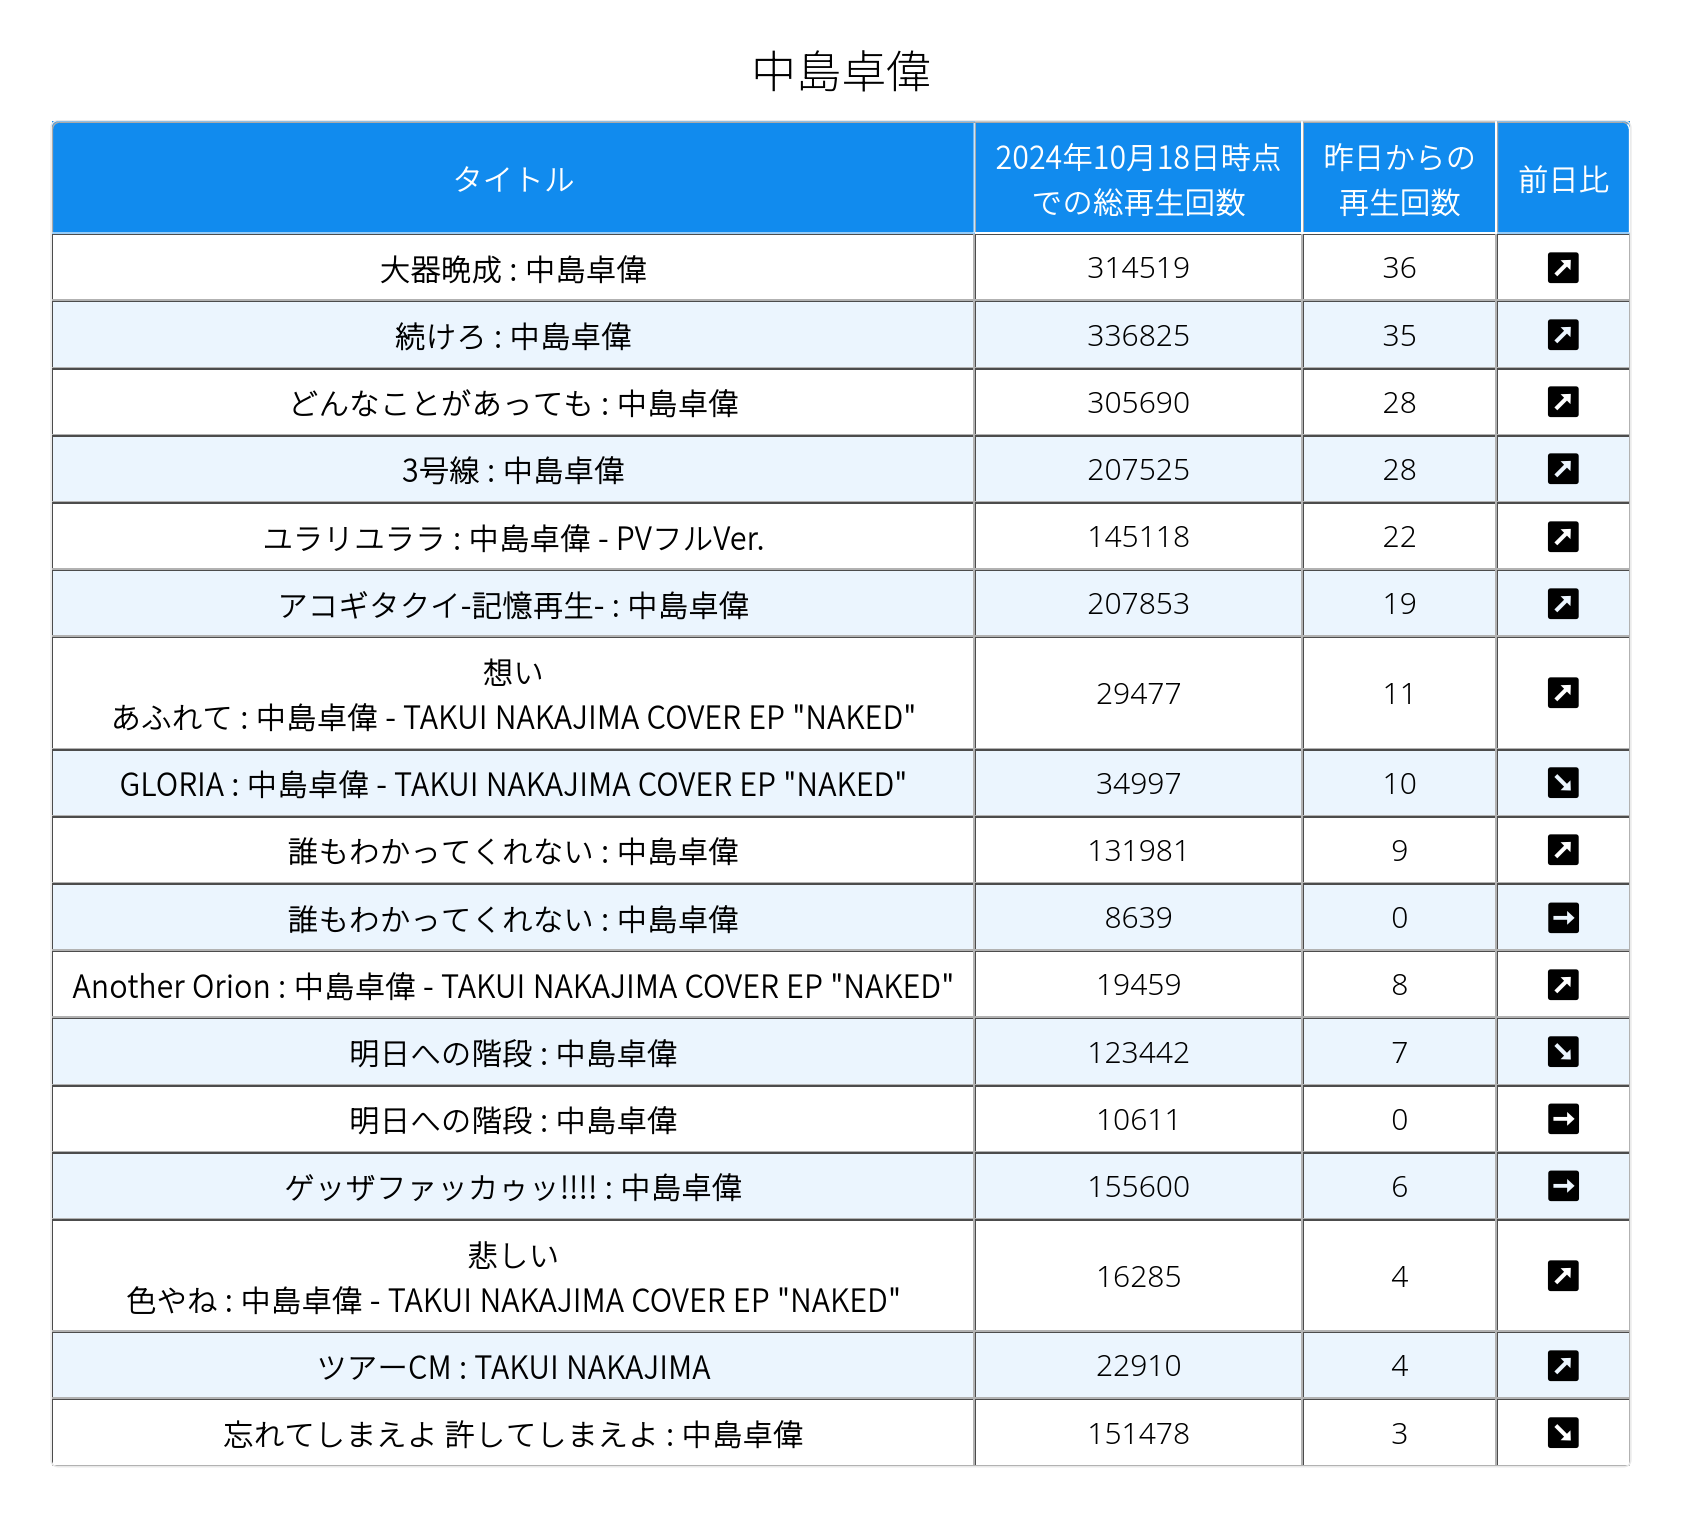 中島卓偉
タイトル
2024年10月18日時点
での総再生回数
昨日からの
再生回数
前日比
大器晩成 : 中島卓偉 314519 36 ↗
続けろ : 中島卓偉 336825 35 ↗
どんなことがあっても : 中島卓偉 305690 28 ↗
3号線 : 中島卓偉 207525 28 ↗
ユラリユララ : 中島卓偉 - PVフルVer. 145118 22 ↗
アコギタクイ-記憶再生- : 中島卓偉 207853 19 ↗
想い
あふれて : 中島卓偉 - TAKUI NAKAJIMA COVER EP "NAKED" 29477 11 ↗
GLORIA : 中島卓偉 - TAKUI NAKAJIMA COVER EP "NAKED" 34997 10 ↘
誰もわかってくれない : 中島卓偉 131981 9 ↗
誰もわかってくれない : 中島卓偉 8639 0 →
Another Orion : 中島卓偉 - TAKUI NAKAJIMA COVER EP "NAKED" 19459 8 ↗
明日への階段 : 中島卓偉 123442 7 ↘
明日への階段 : 中島卓偉 10611 0 →
ゲッザファッカゥッ!!!! : 中島卓偉 155600 6 →
悲しい
色やね : 中島卓偉 - TAKUI NAKAJIMA COVER EP "NAKED" 16285 4 ↗
ツアーCM : TAKUI NAKAJIMA 22910 4 ↗
忘れてしまえよ 許してしまえよ : 中島卓偉 151478 3 ↘